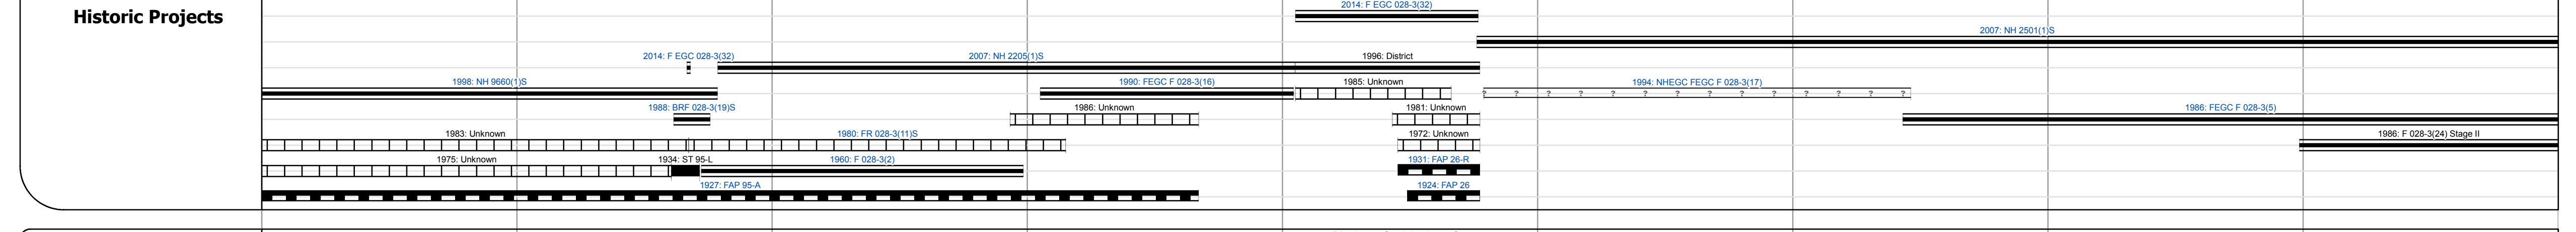 2014: F EGC 028-3(32)
Historic Projects
2007: NH 2501(1)S
2014: F EGC 028-3(32) 2007: NH 2205(1)S 1996: District
1998: NH 9660(1)S 1990: FEGC F 028-3(16) 1985: Unknown 1994: NHEGC FEGC F 028-3(17)
? ? ? ? ? ? ? ? ? ? ? ? ? ?
1988: BRF 028-3(19)S 1986: Unknown 1981: Unknown 1986: FEGC F 028-3(5)
1983: Unknown 1980: FR 028-3(11)S 1972: Unknown 1986: F 028-3(24) Stage II
1975: Unknown 1934: ST 95-L 1960: F 028-3(2) 1931: FAP 26-R
1927: FAP 95-A 1924: FAP 26